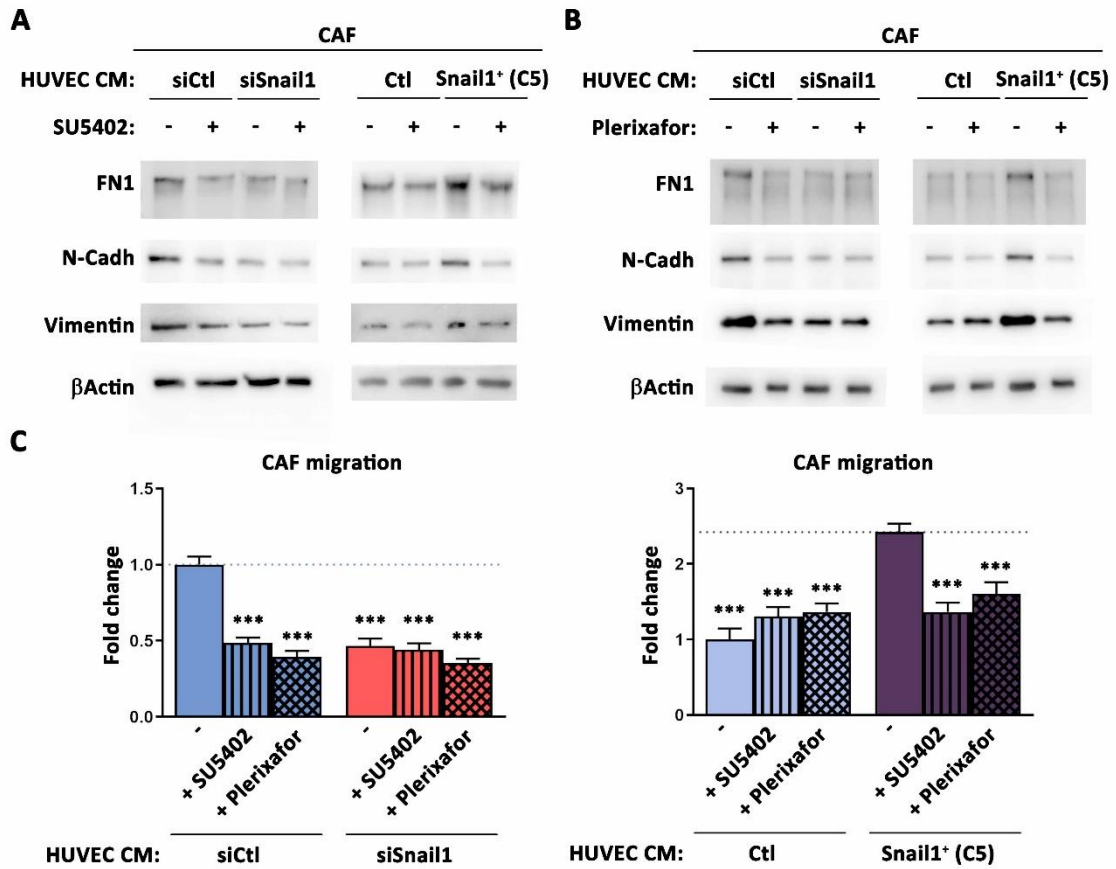 A
CAF
HUVEC CM: siCtl siSnail1 Ctl Snail1⁺ (C5)
SU5402: - + - + - + - +
FN1
N-Cadh
Vimentin
βActin
B
CAF
HUVEC CM: siCtl siSnail1 Ctl Snail1⁺ (C5)
Plerixafor: - + - + - + - +
FN1
N-Cadh
Vimentin
βActin
C
CAF migration
Fold change
1.5
1.0
0.5
0.0
*** *** *** *** ***
- + SU5402 + Plerixafor - + SU5402 + Plerixafor
HUVEC CM: siCtl siSnail1
CAF migration
Fold change
3
2
1
0
*** *** *** *** ***
- + SU5402 + Plerixafor - + SU5402 + Plerixafor
HUVEC CM: Ctl Snail1⁺ (C5)